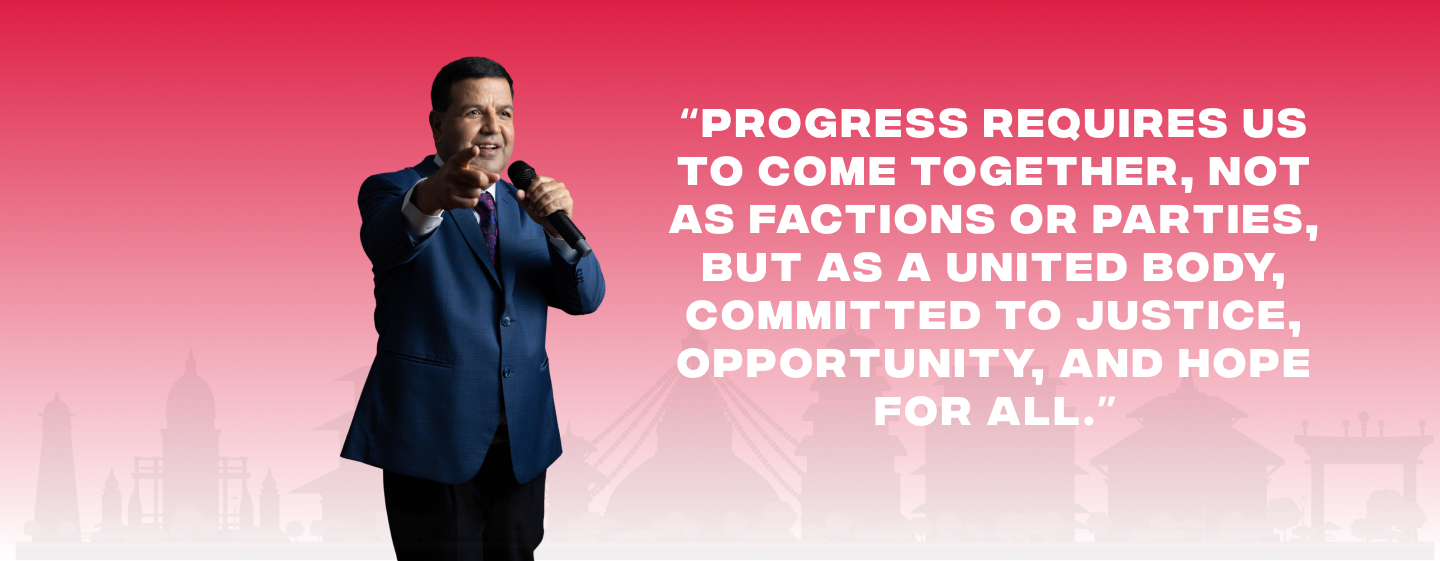 “PROGRESS REQUIRES US
TO COME TOGETHER, NOT
AS FACTIONS OR PARTIES,
BUT AS A UNITED BODY,
COMMITTED TO JUSTICE,
OPPORTUNITY, AND HOPE
FOR ALL.”